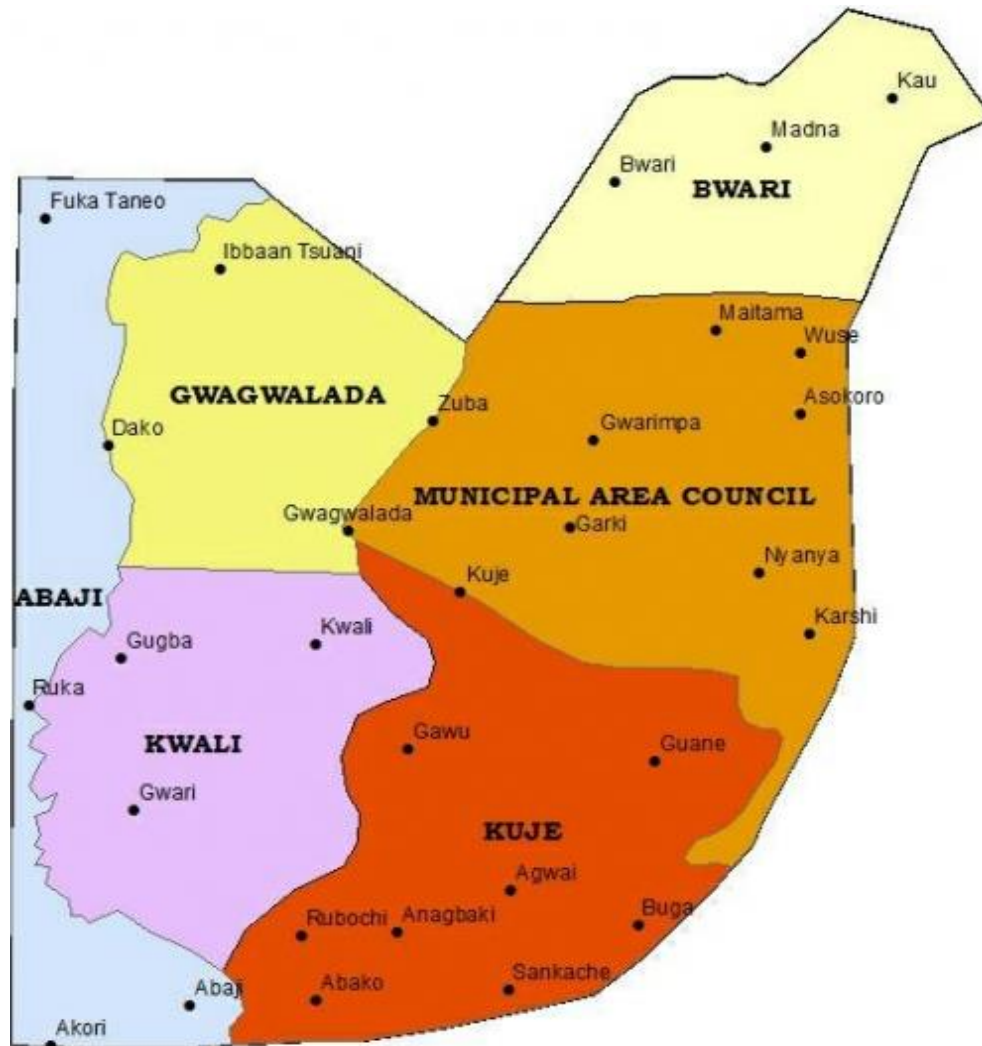 Kau
Madna
Bwari
BWARI
Fuka Taneo
Ibbaan Tsuani
Maitama
Wuse
GWAGWALADA
Zuba
Asokoro
Dako
Gwarimpa
MUNICIPAL AREA COUNCIL
Gwagwalada
Garki
Nyanya
Kuje
ABAJI
Karshi
Gugba
Kwali
Ruka
KWALI
Gawu
Guane
Gwari
KUJE
Agwai
Rubochi
Anagbaki
Buga
Abaji
Abako
Sankache
Akori